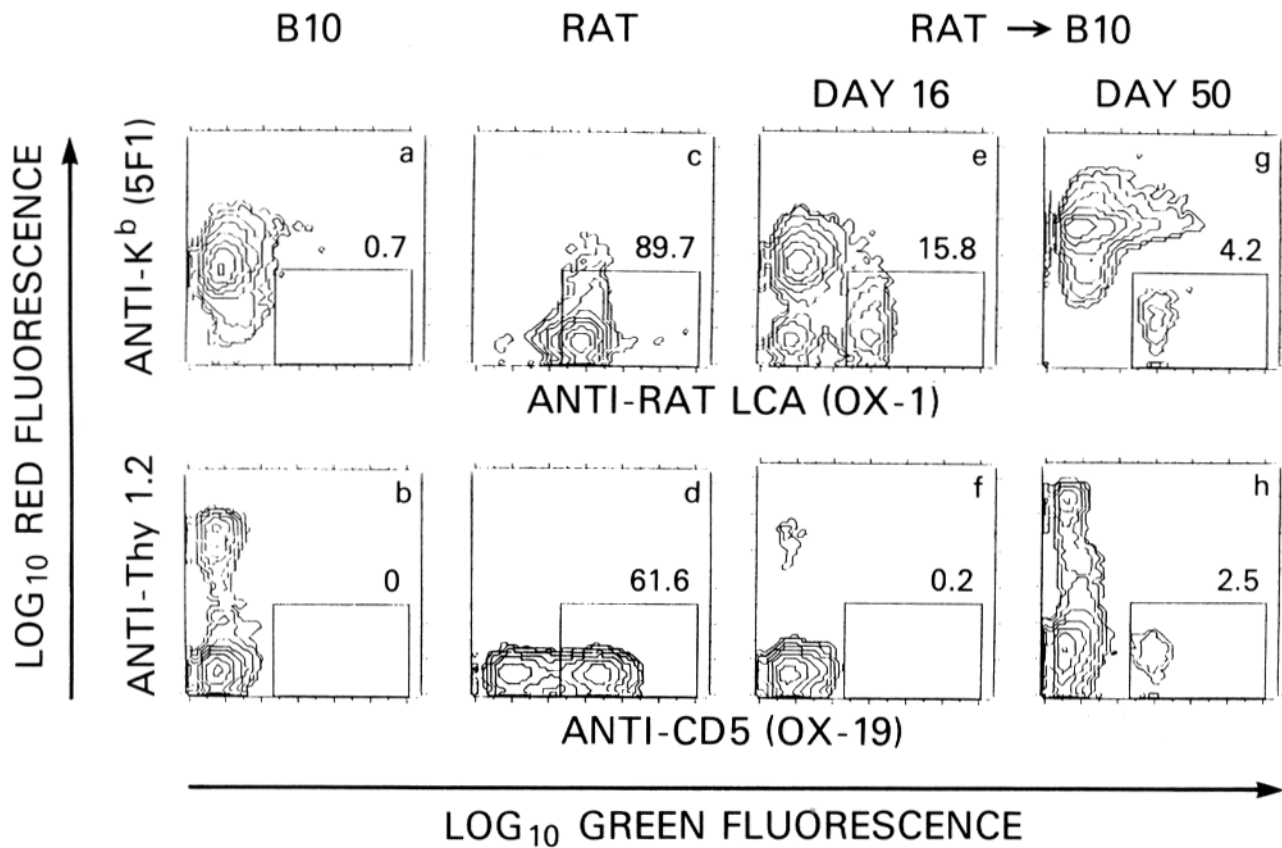 B10 RAT RAT → B10
DAY 16 DAY 50
LOG10 RED FLUORESCENCE
ANTI-K^b (5F1)
a c e g
0.7 89.7 15.8 4.2
ANTI-RAT LCA (OX-1)
ANTI-Thy 1.2
b d f h
0 61.6 0.2 2.5
ANTI-CD5 (OX-19)
LOG10 GREEN FLUORESCENCE